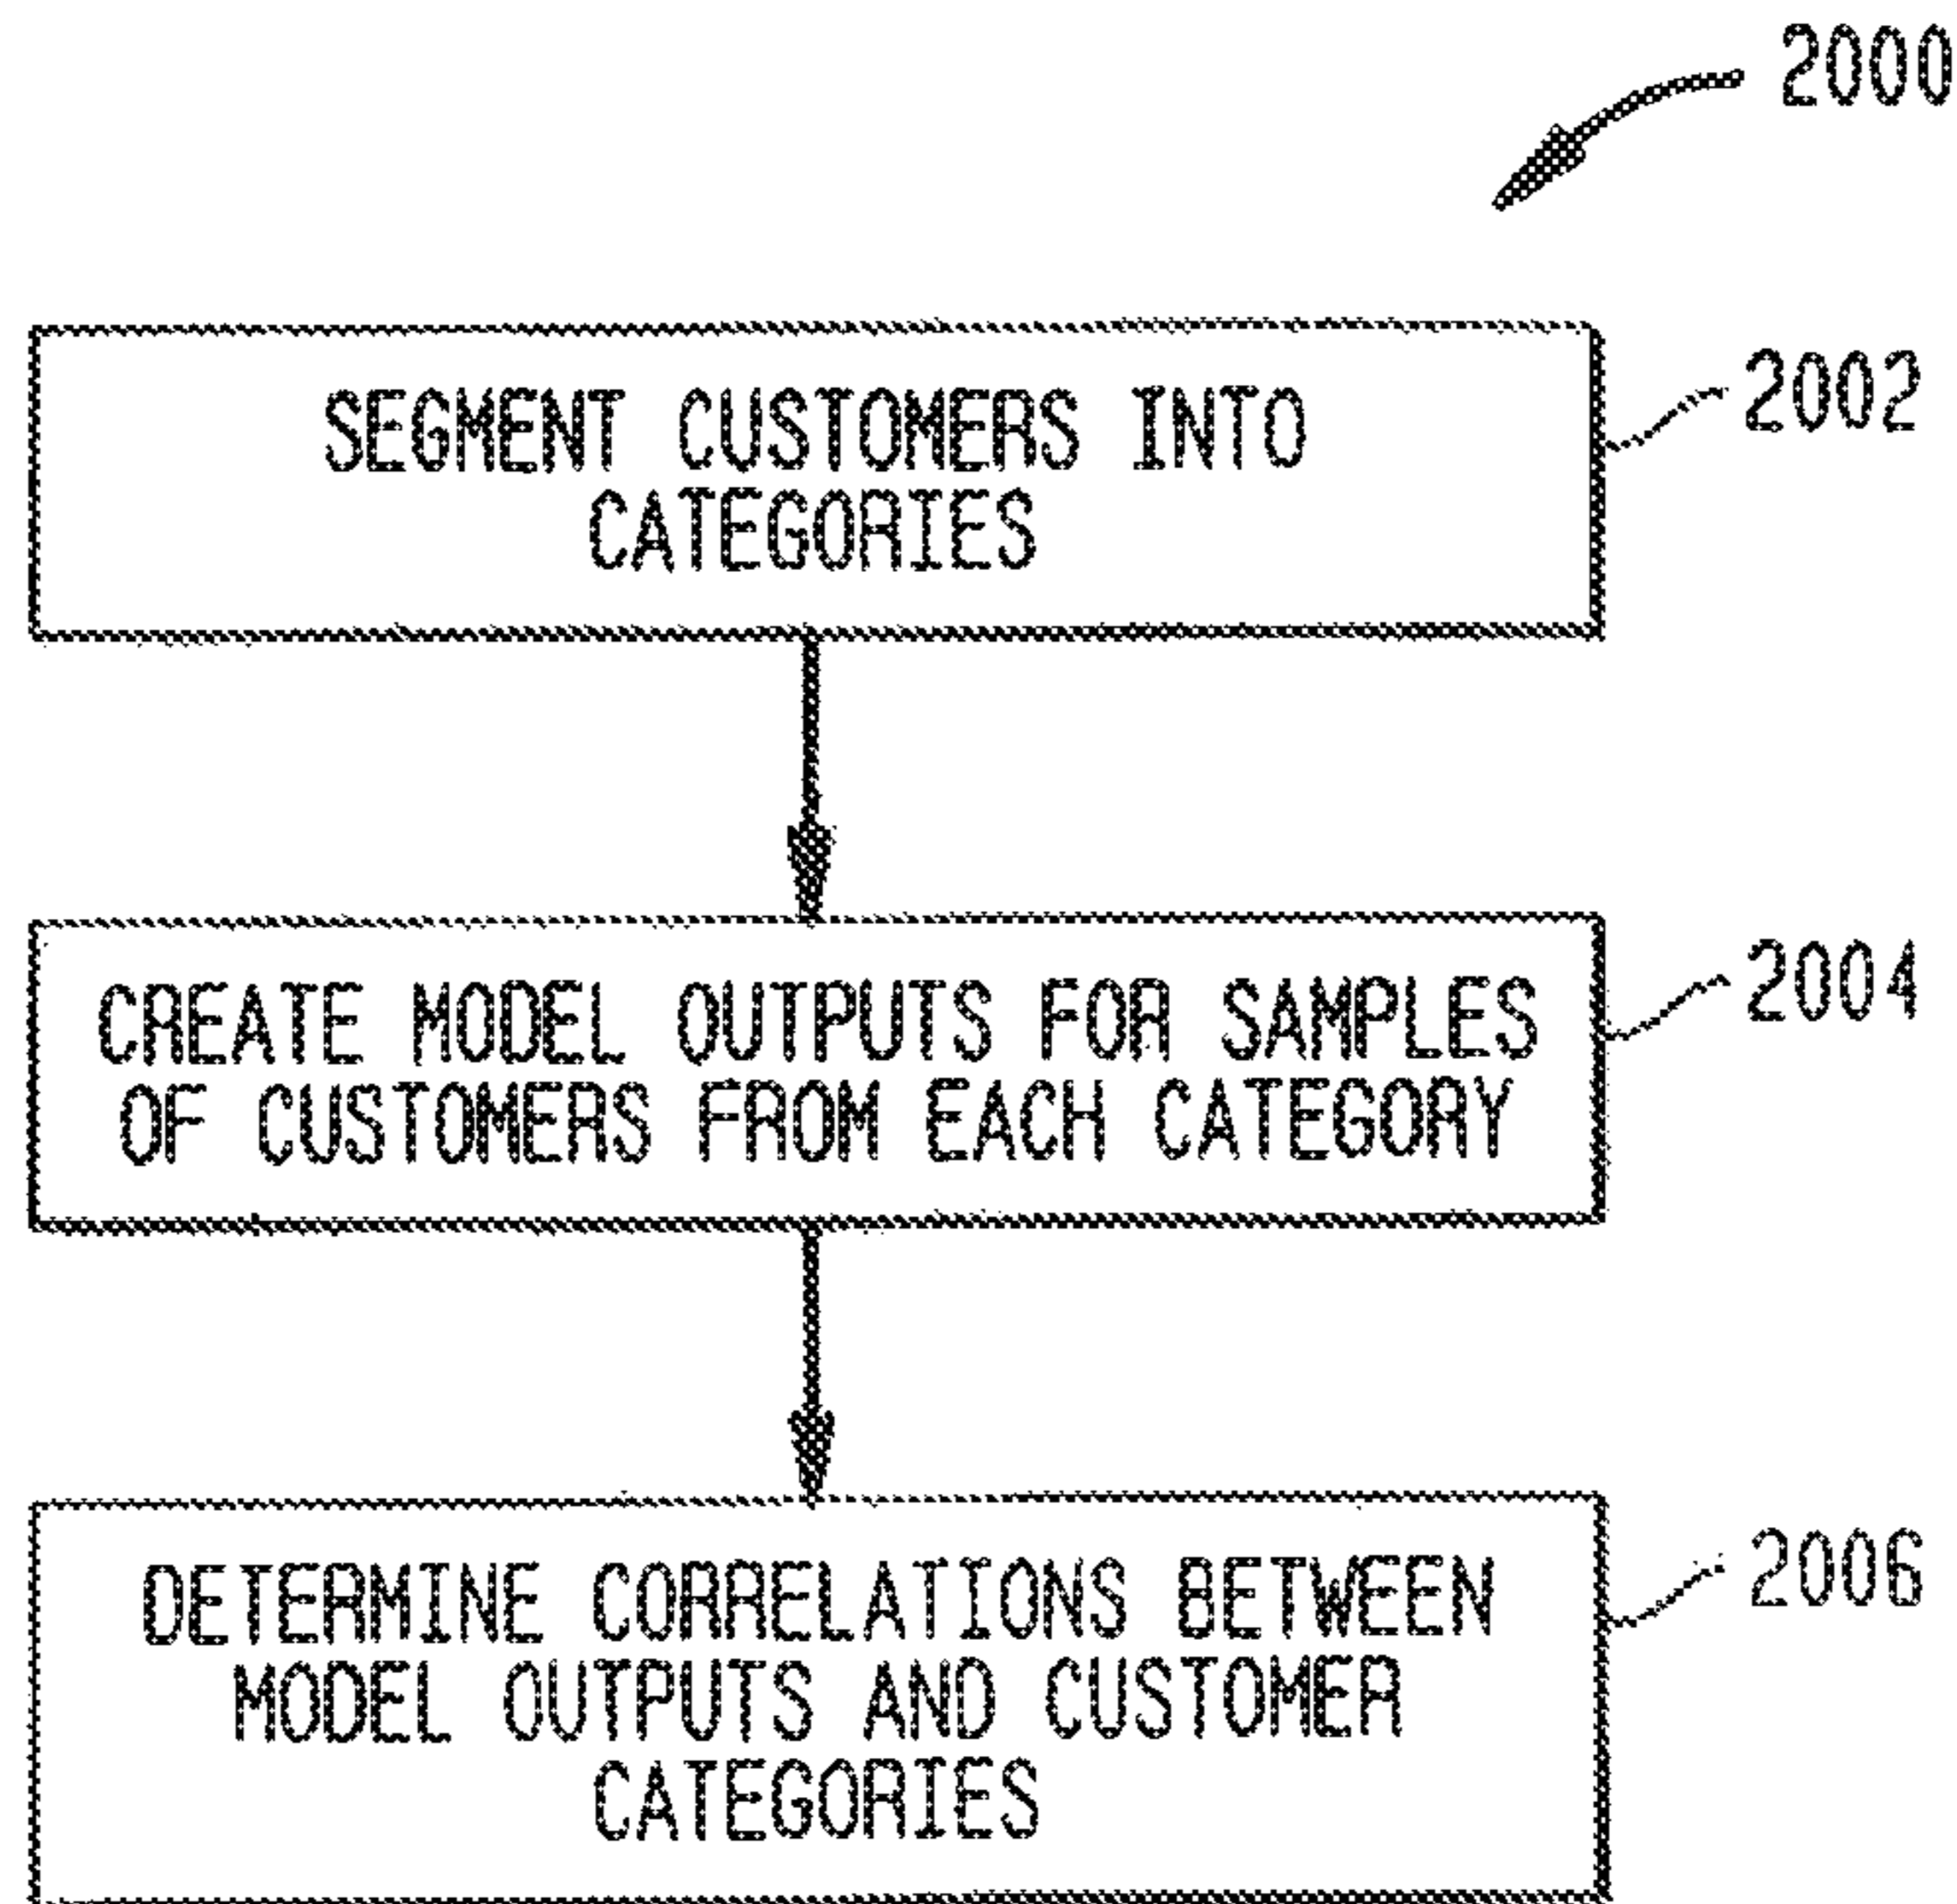 2000
SEGMENT CUSTOMERS INTO
CATEGORIES
2002
CREATE MODEL OUTPUTS FOR SAMPLES
OF CUSTOMERS FROM EACH CATEGORY
2004
DETERMINE CORRELATIONS BETWEEN
MODEL OUTPUTS AND CUSTOMER
CATEGORIES
2006